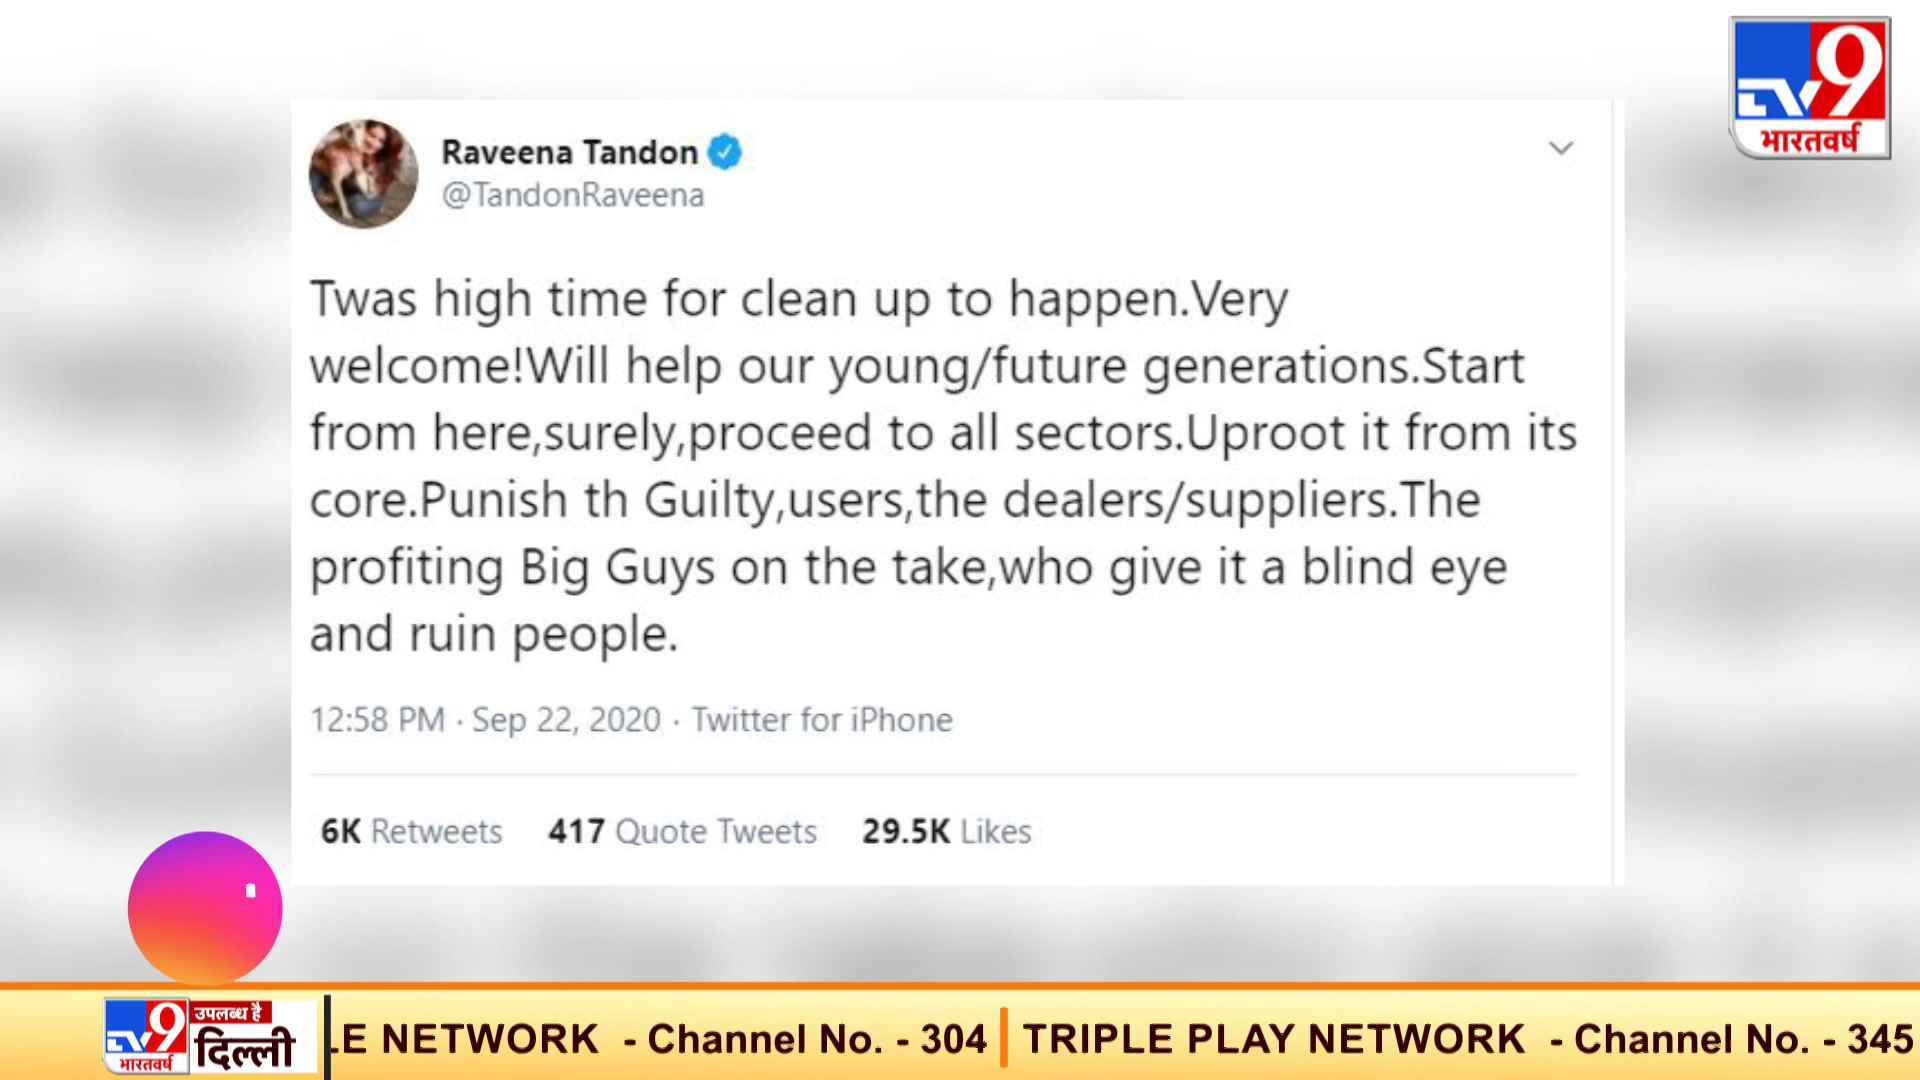 TV9
भारतवर्ष
Raveena Tandon
@TandonRaveena
Twas high time for clean up to happen.Very
welcome!Will help our young/future generations.Start
from here,surely,proceed to all sectors.Uproot it from its
core.Punish th Guilty,users,the dealers/suppliers.The
profiting Big Guys on the take,who give it a blind eye
and ruin people.
12:58 PM · Sep 22, 2020 · Twitter for iPhone
6K Retweets 417 Quote Tweets 29.5K Likes
TV9
भारतवर्ष
उपलब्ध है
दिल्ली
E NETWORK - Channel No. - 304 TRIPLE PLAY NETWORK - Channel No. - 345